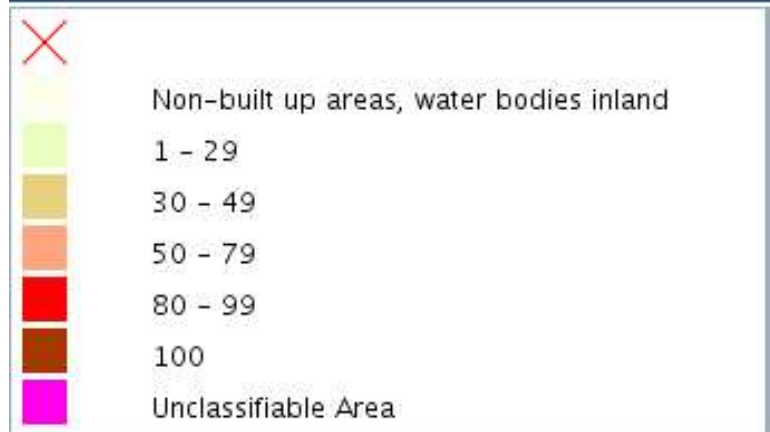 Non-built up areas, water bodies inland
1 - 29
30 - 49
50 - 79
80 - 99
100
Unclassifiable Area